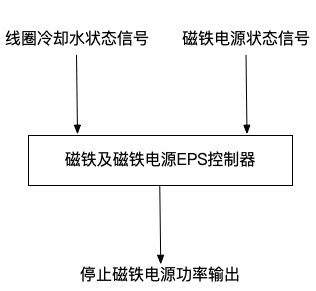 线圈冷却水状态信号
磁铁电源状态信号
磁铁及磁铁电源EPS控制器
停止磁铁电源功率输出